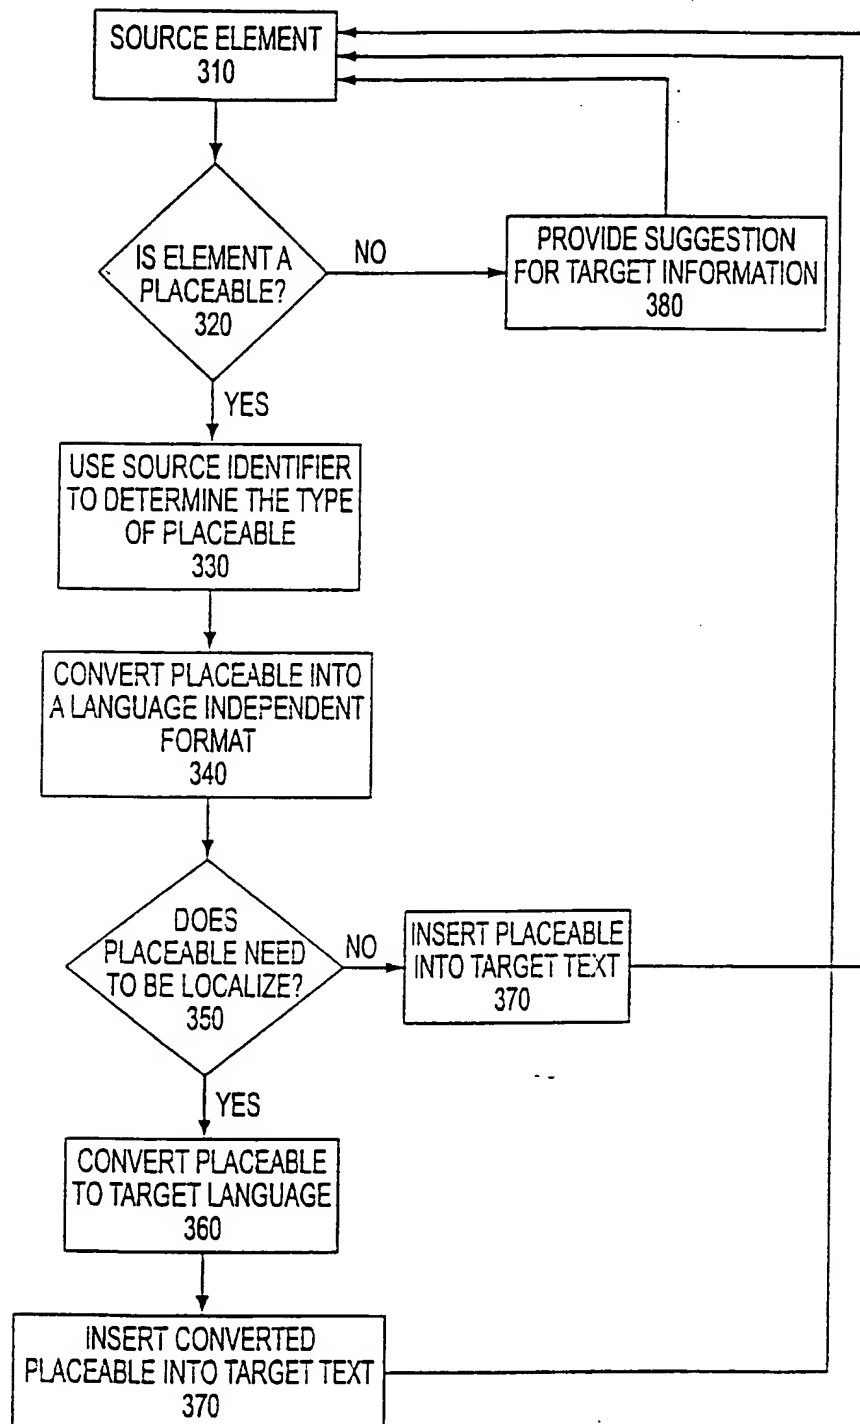 SOURCE ELEMENT
310
IS ELEMENT A
PLACEABLE?
320
NO
PROVIDE SUGGESTION
FOR TARGET INFORMATION
380
YES
USE SOURCE IDENTIFIER
TO DETERMINE THE TYPE
OF PLACEABLE
330
CONVERT PLACEABLE INTO
A LANGUAGE INDEPENDENT
FORMAT
340
DOES
PLACEABLE NEED
TO BE LOCALIZE?
350
NO
INSERT PLACEABLE
INTO TARGET TEXT
370
YES
CONVERT PLACEABLE
TO TARGET LANGUAGE
360
INSERT CONVERTED
PLACEABLE INTO TARGET TEXT
370